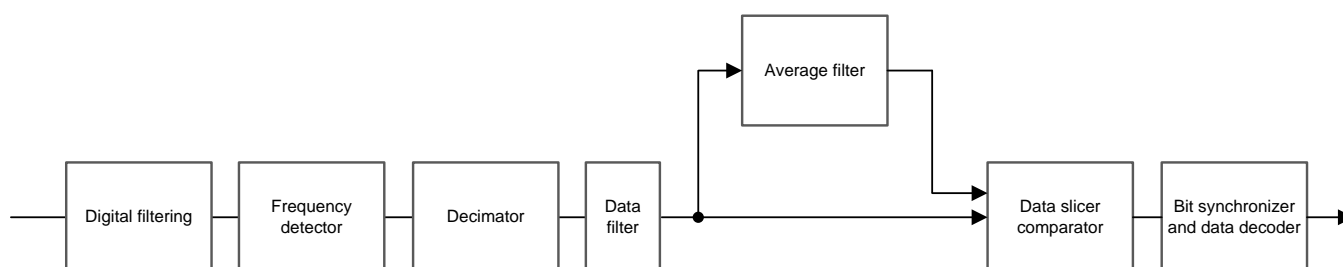 Average filter
Digital filtering
Frequency
detector
Decimator
Data
filter
Data slicer
comparator
Bit synchronizer
and data decoder